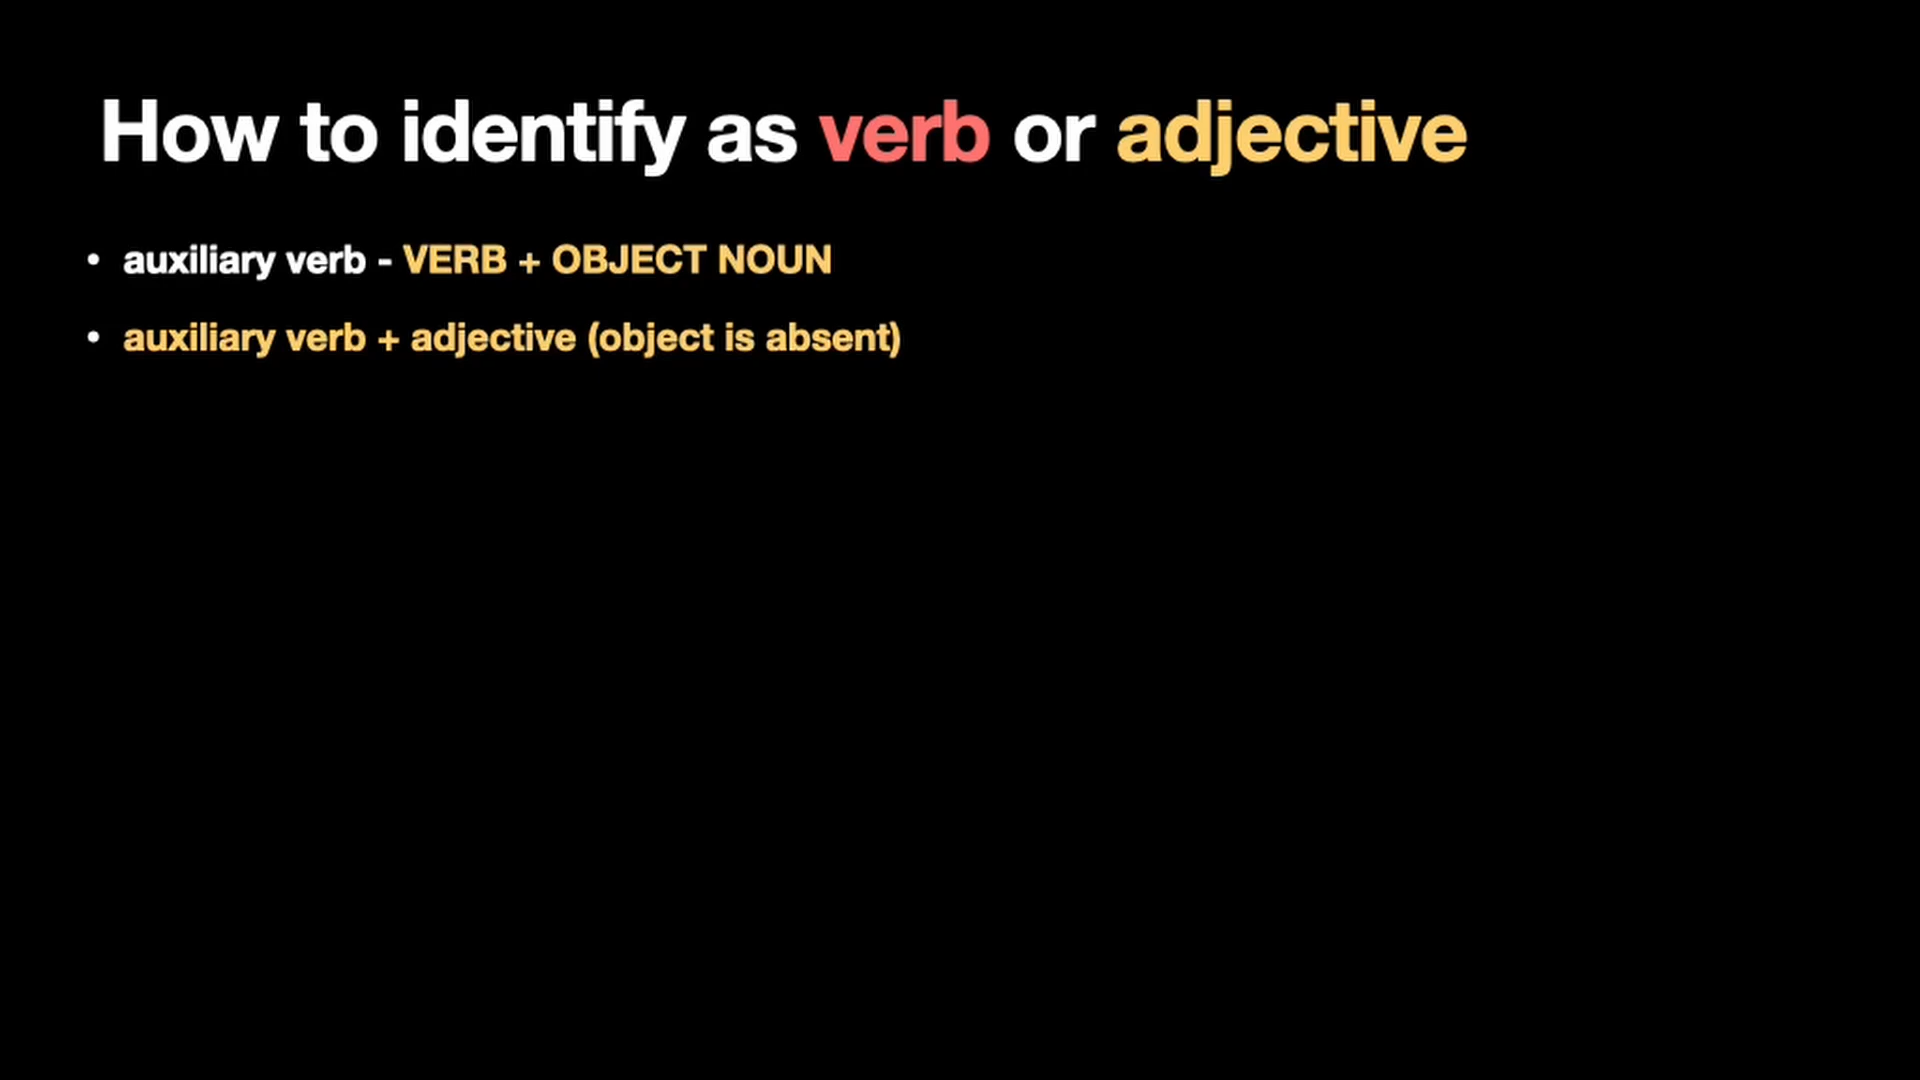 How to identify as verb or adjective
• auxiliary verb - VERB + OBJECT NOUN
• auxiliary verb + adjective (object is absent)